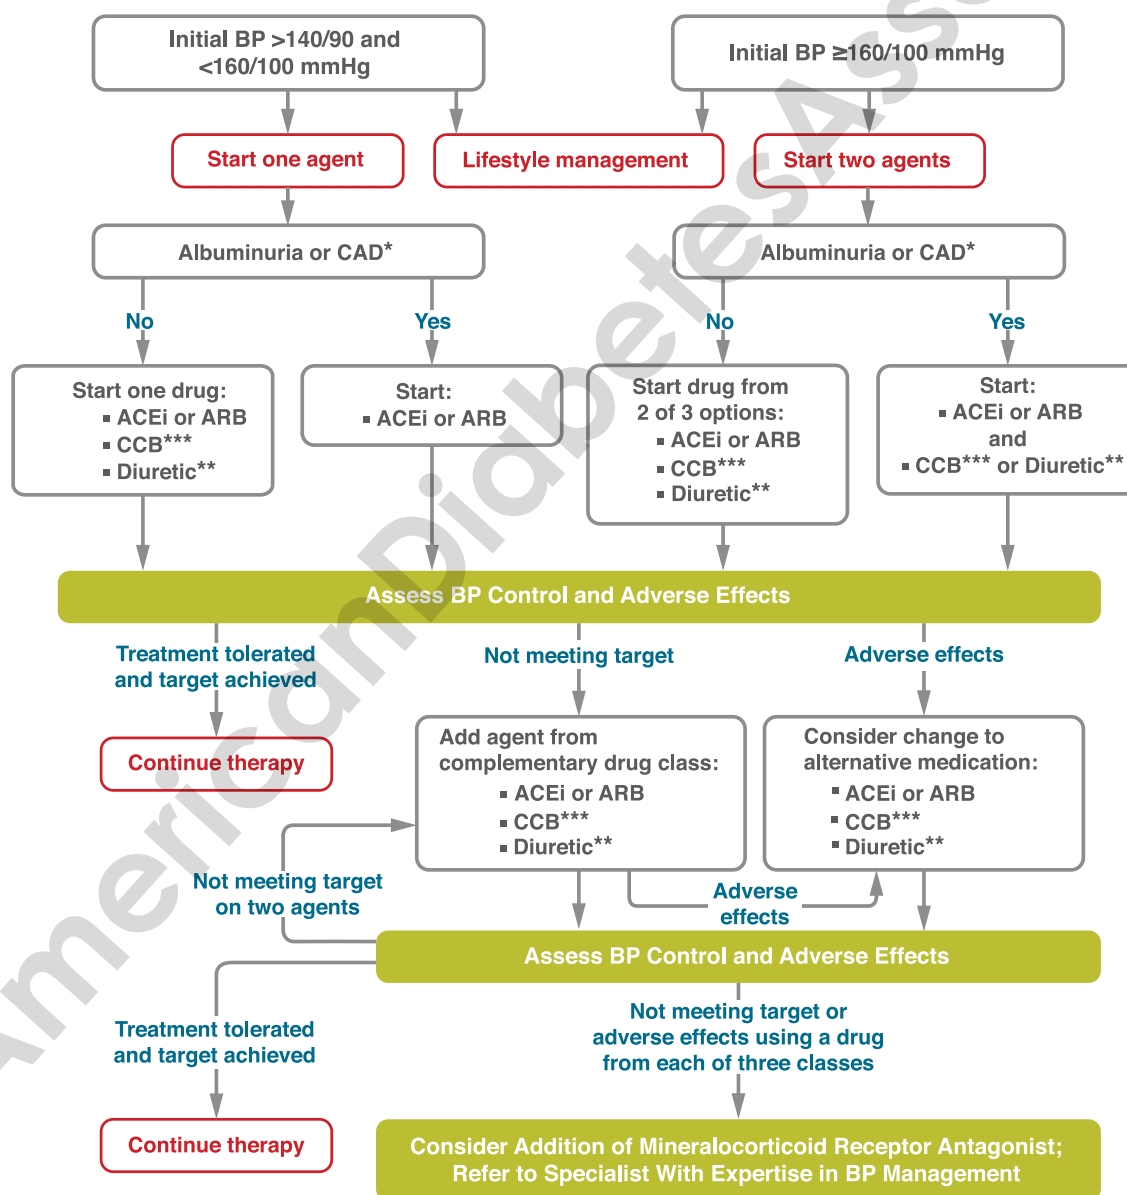 Initial BP >140/90 and
<160/100 mmHg
Initial BP ≥160/100 mmHg
Start one agent
Lifestyle management
Start two agents
Albuminuria or CAD*
Albuminuria or CAD*
No
Yes
No
Yes
Start one drug:
▪ ACEi or ARB
▪ CCB***
▪ Diuretic**
Start:
▪ ACEi or ARB
Start drug from
2 of 3 options:
▪ ACEi or ARB
▪ CCB***
▪ Diuretic**
Start:
▪ ACEi or ARB
and
▪ CCB*** or Diuretic**
Assess BP Control and Adverse Effects
Treatment tolerated
and target achieved
Not meeting target
Adverse effects
Continue therapy
Add agent from
complementary drug class:
▪ ACEi or ARB
▪ CCB***
▪ Diuretic**
Consider change to
alternative medication:
▪ ACEi or ARB
▪ CCB***
▪ Diuretic**
Not meeting target
on two agents
Adverse
effects
Assess BP Control and Adverse Effects
Treatment tolerated
and target achieved
Not meeting target or
adverse effects using a drug
from each of three classes
Continue therapy
Consider Addition of Mineralocorticoid Receptor Antagonist;
Refer to Specialist With Expertise in BP Management
AmericanDiabetesAsso